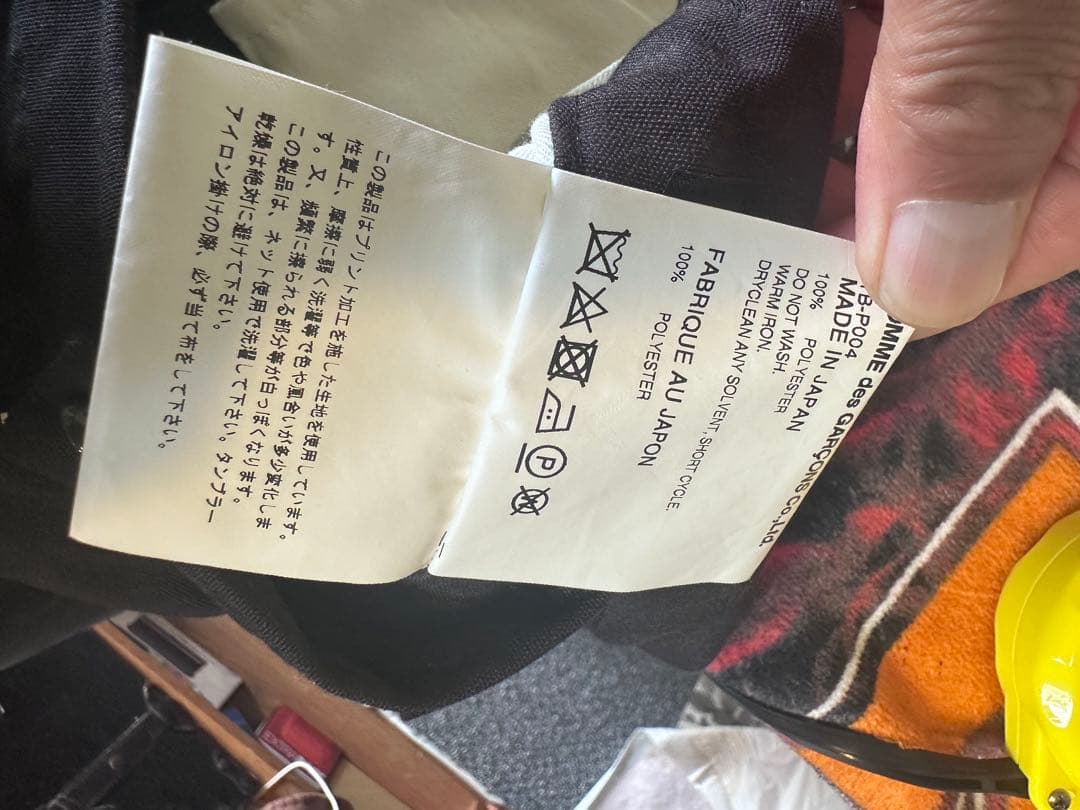 OMME des GARÇONS Co.,Ltd.
B-P004
MADE IN JAPAN
100% POLYESTER
DO NOT WASH
WARM IRON.
DRYCLEAN ANY SOLVENT, SHORT CYCLE.
FABRIQUE AU JAPON
100% POLYESTER
P
この製品はプリント加工を施した生地を使用しています。
性質上、摩擦に弱く洗濯等で色や風合いが多少変化しま
す。又、頻繁に擦られる部分等が白っぽくなります。
この製品は、ネット使用で洗濯して下さい。タンブラー
乾燥は絶対に避けて下さい。
アイロン掛けの際、必ず当て布をして下さい。